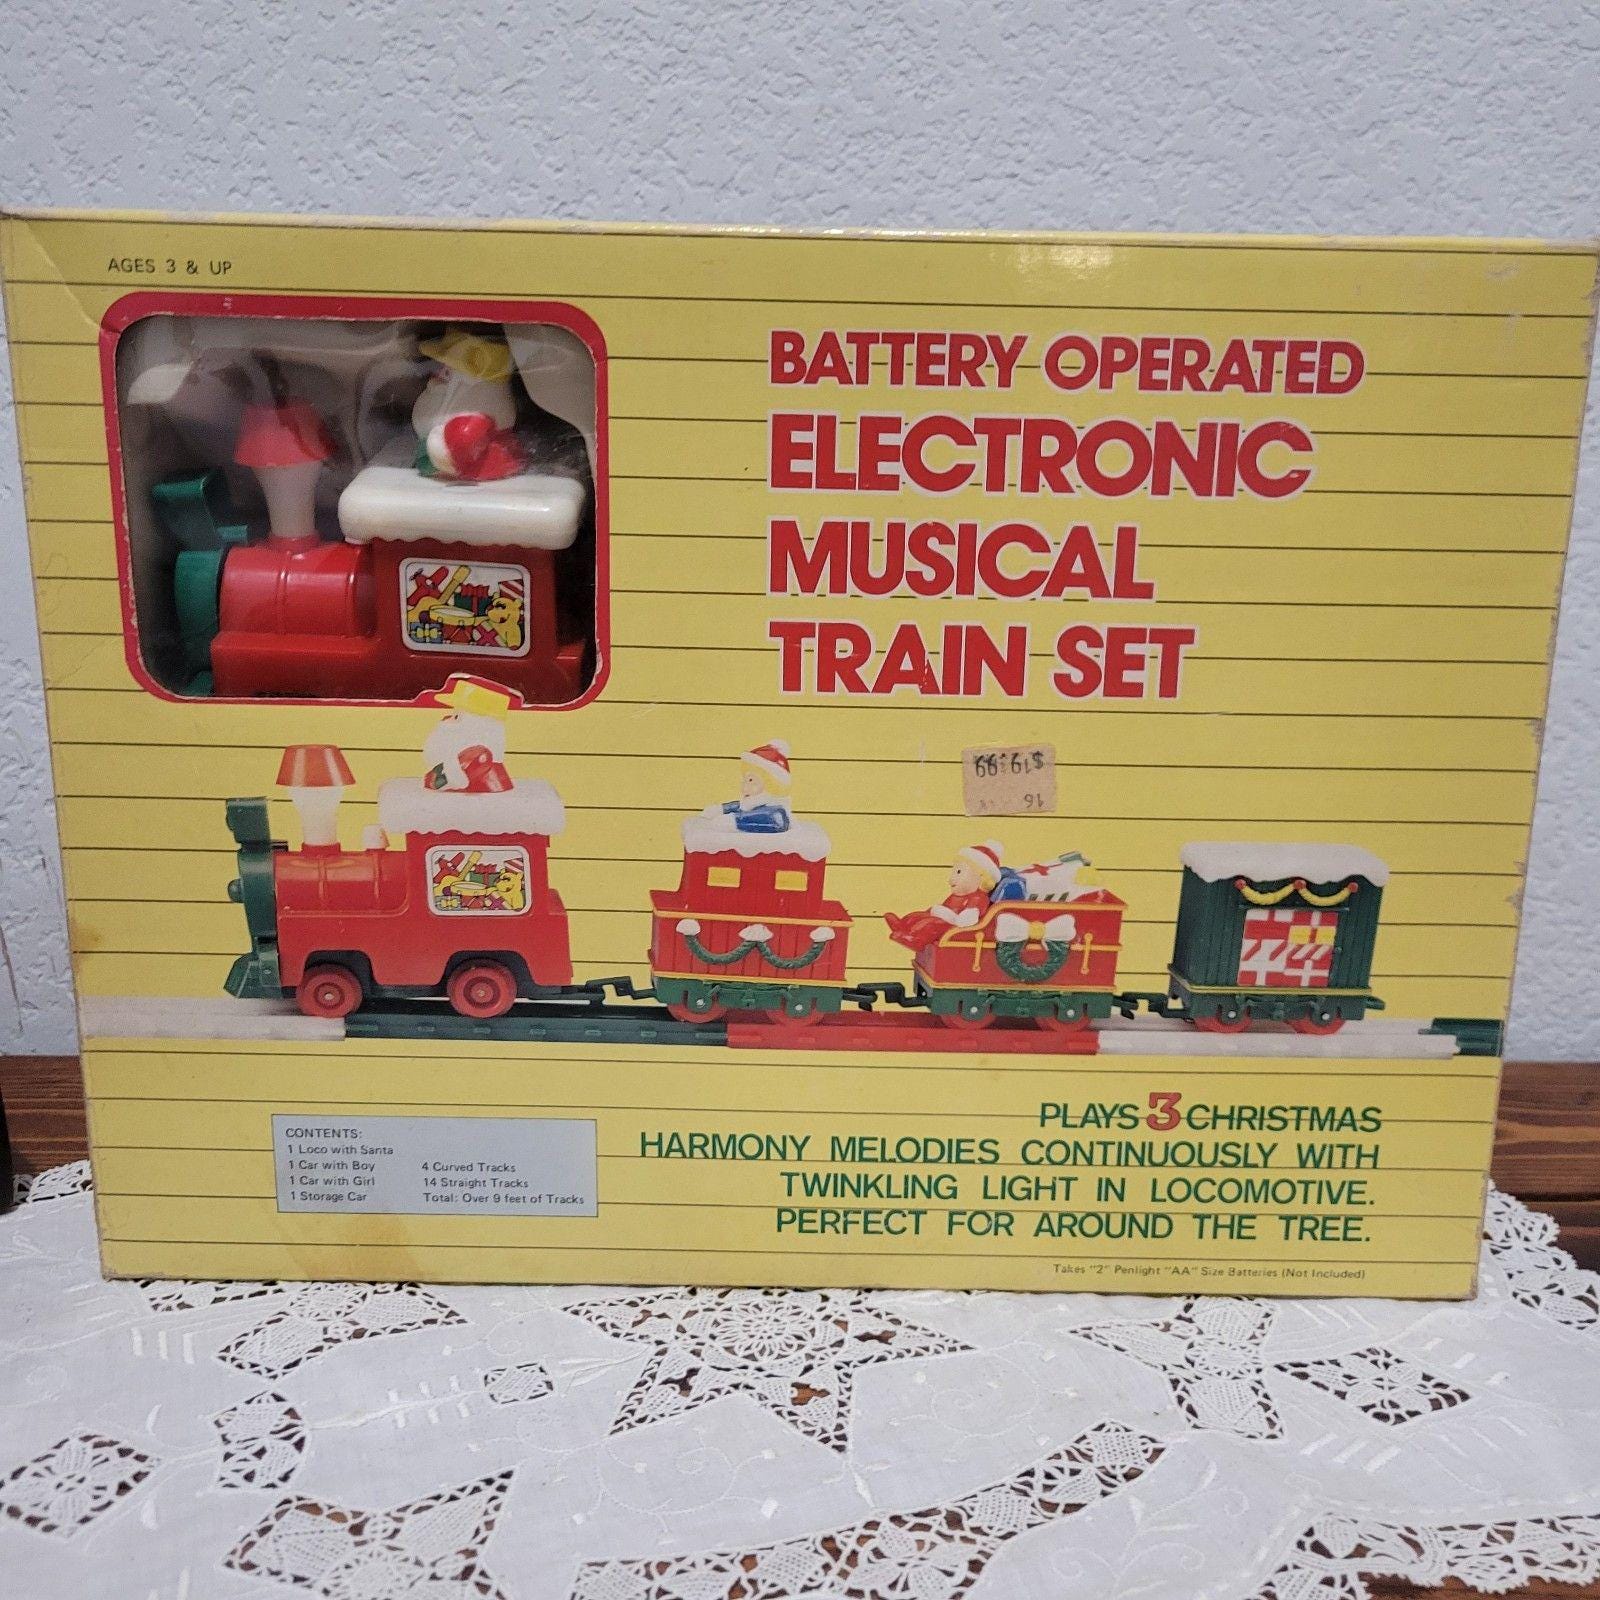 AGES 3 & UP
BATTERY OPERATED
ELECTRONIC
MUSICAL
TRAIN SET
$19.99
16
PLAYS 3 CHRISTMAS
HARMONY MELODIES CONTINUOUSLY WITH
TWINKLING LIGHT IN LOCOMOTIVE.
PERFECT FOR AROUND THE TREE.
CONTENTS:
1 Loco with Santa
1 Car with Boy
1 Car with Girl
1 Storage Car
4 Curved Tracks
14 Straight Tracks
Total: Over 9 feet of Tracks
Takes "2" Penlight "AA" Size Batteries (Not Included)